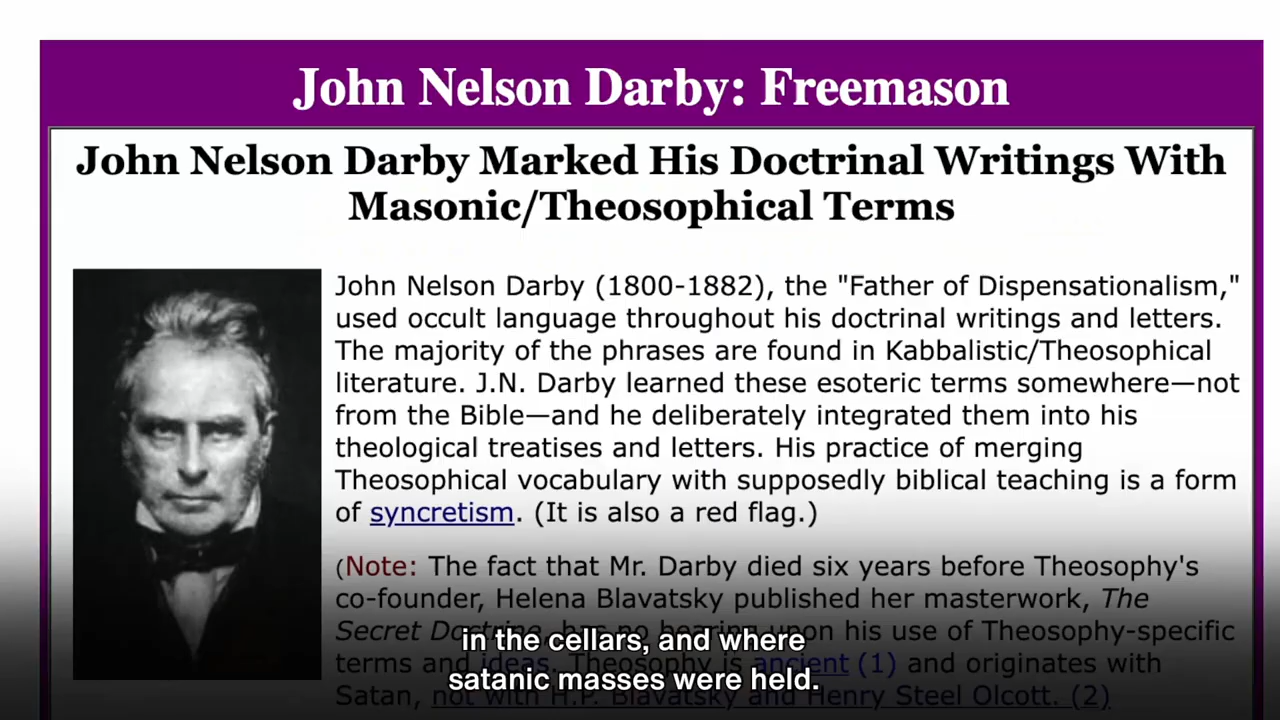 John Nelson Darby: Freemason
John Nelson Darby Marked His Doctrinal Writings With
Masonic/Theosophical Terms
John Nelson Darby (1800-1882), the "Father of Dispensationalism,"
used occult language throughout his doctrinal writings and letters.
The majority of the phrases are found in Kabbalistic/Theosophical
literature. J.N. Darby learned these esoteric terms somewhere—not
from the Bible—and he deliberately integrated them into his
theological treatises and letters. His practice of merging
Theosophical vocabulary with supposedly biblical teaching is a form
of syncretism. (It is also a red flag.)
(Note: The fact that Mr. Darby died six years before Theosophy's
co-founder, Helena Blavatsky published her masterwork, The
Secret Doctrine, has no bearing upon his use of Theosophy-specific
terms and ideas. Theosophy is ancient (1) and originates with
Satan, not with H.P. Blavatsky and Henry Steel Olcott. (2)
in the cellars, and where
satanic masses were held.